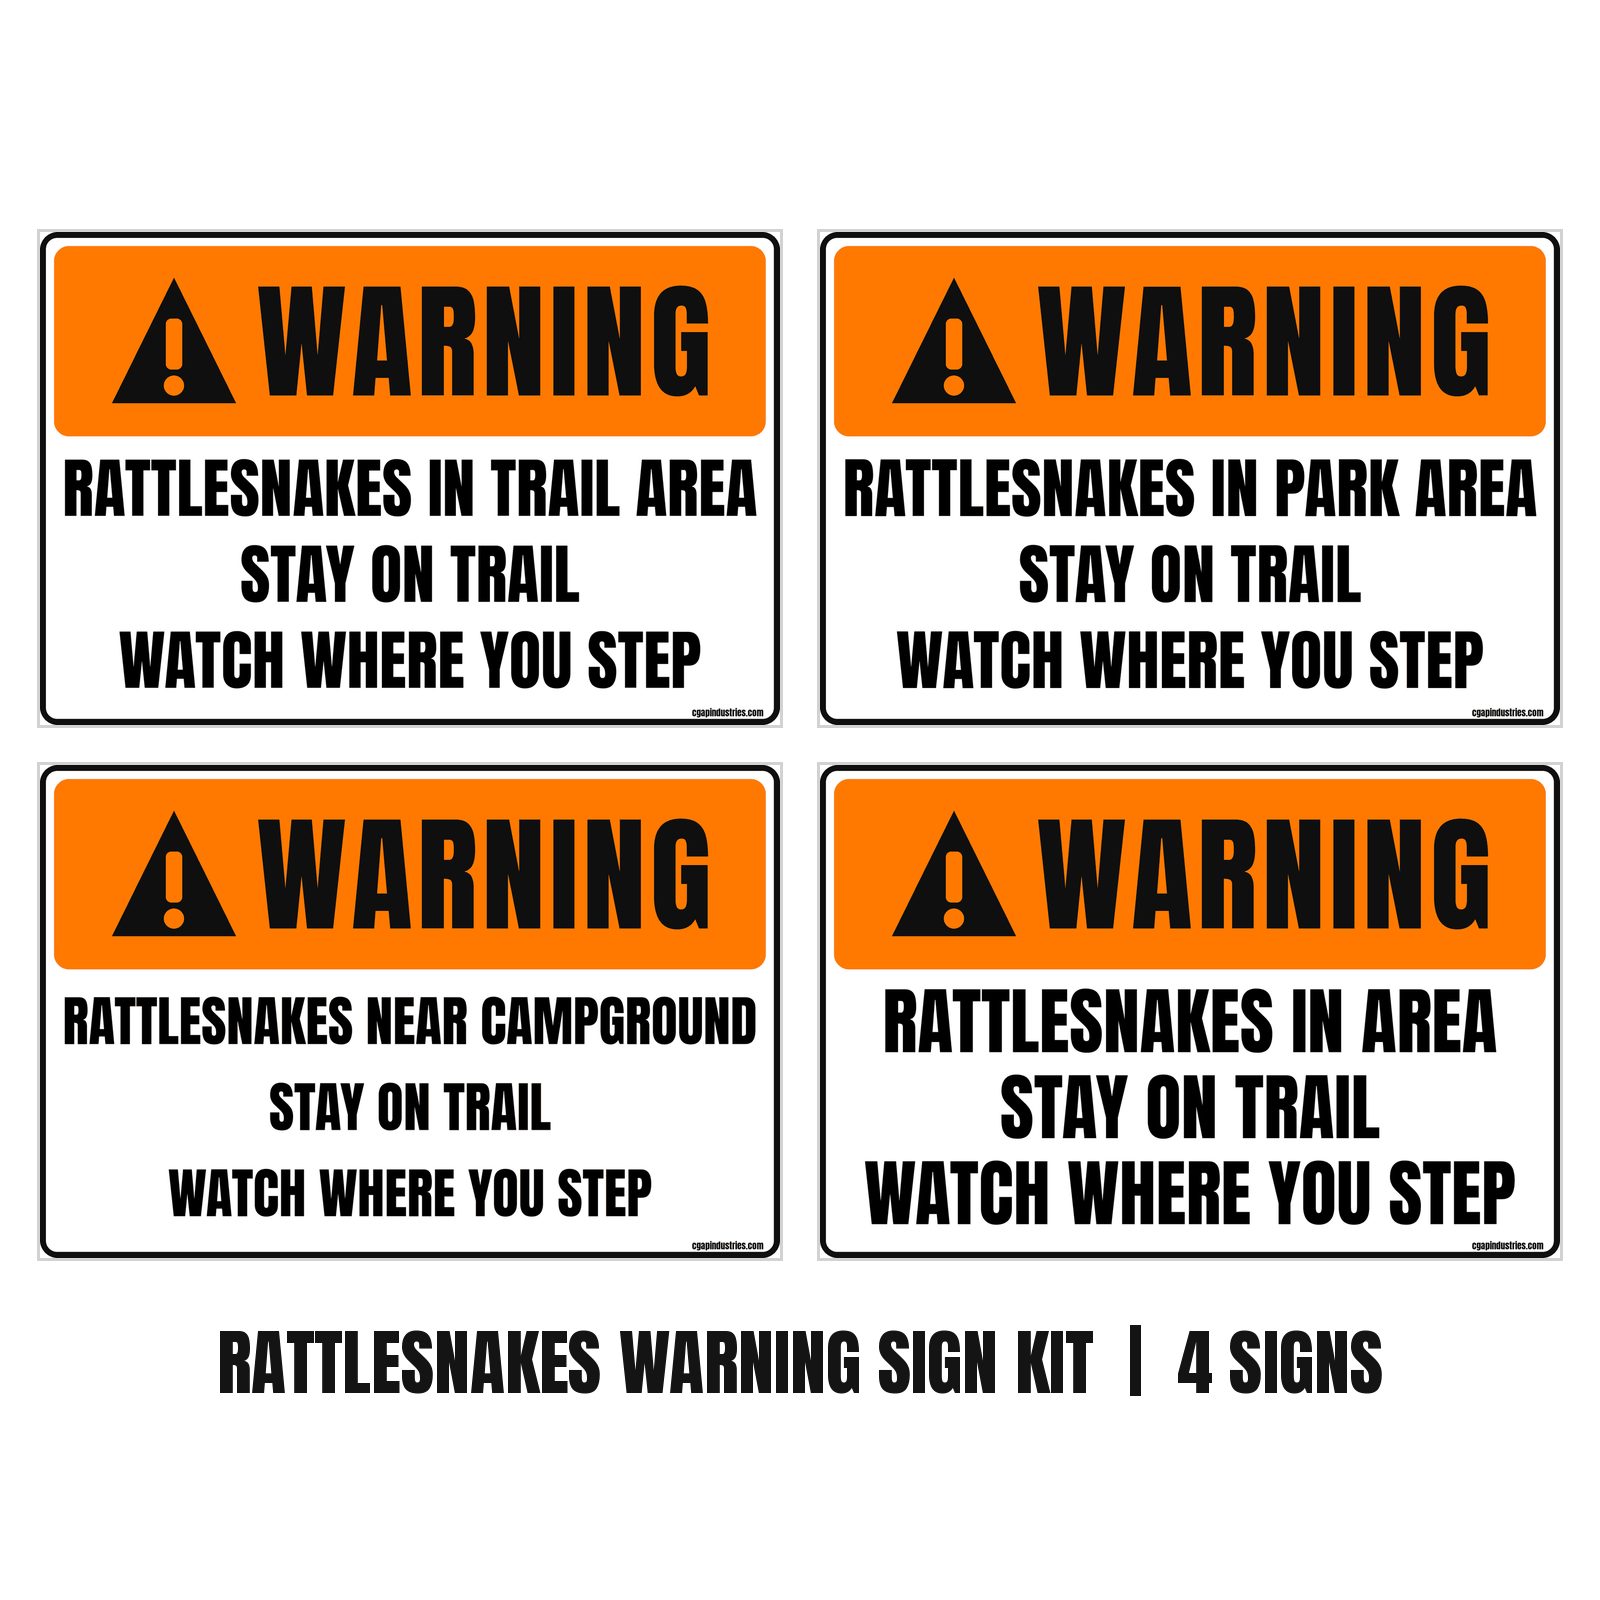 WARNING
RATTLESNAKES IN TRAIL AREA
STAY ON TRAIL
WATCH WHERE YOU STEP
cgapindustries.com
WARNING
RATTLESNAKES IN PARK AREA
STAY ON TRAIL
WATCH WHERE YOU STEP
cgapindustries.com
WARNING
RATTLESNAKES NEAR CAMPGROUND
STAY ON TRAIL
WATCH WHERE YOU STEP
cgapindustries.com
WARNING
RATTLESNAKES IN AREA
STAY ON TRAIL
WATCH WHERE YOU STEP
cgapindustries.com
RATTLESNAKES WARNING SIGN KIT | 4 SIGNS